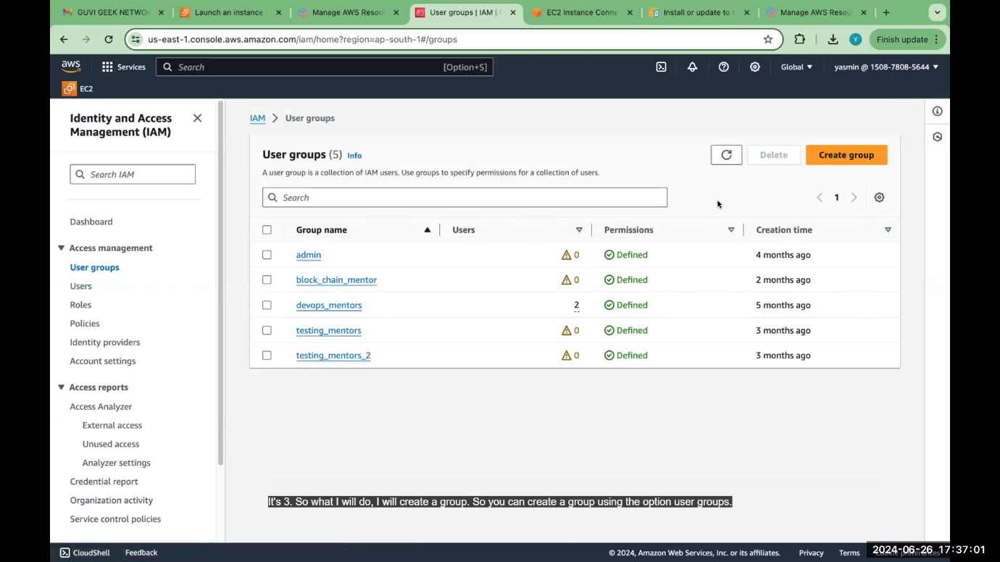 GUVI GEEK NETWO
Launch an instance
Manage AWS Resou
User groups | IAM |
EC2 Instance Conne
Install or update to
Manage AWS Resou
us-east-1.console.aws.amazon.com/iam/home?region=ap-south-1#/groups
Y
Finish update
aws
Services
Search
[Option+S]
Global
yasmin @ 1508-7808-5644
EC2
Identity and Access
Management (IAM)
Search IAM
Dashboard
Access management
User groups
Users
Roles
Policies
Identity providers
Account settings
Access reports
Access Analyzer
External access
Unused access
Analyzer settings
Credential report
Organization activity
Service control policies
IAM > User groups
User groups (5) Info
Delete
Create group
A user group is a collection of IAM users. Use groups to specify permissions for a collection of users.
Search
1
Group name Users Permissions Creation time
admin 0 Defined 4 months ago
block_chain_mentor 0 Defined 2 months ago
devops_mentors 2 Defined 5 months ago
testing_mentors 0 Defined 3 months ago
testing_mentors_2 0 Defined 3 months ago
It's 3. So what I will do, I will create a group. So you can create a group using the option user groups.
CloudShell Feedback
© 2024, Amazon Web Services, Inc. or its affiliates. Privacy Terms Cookie preferences
2024-06-26 17:37:01